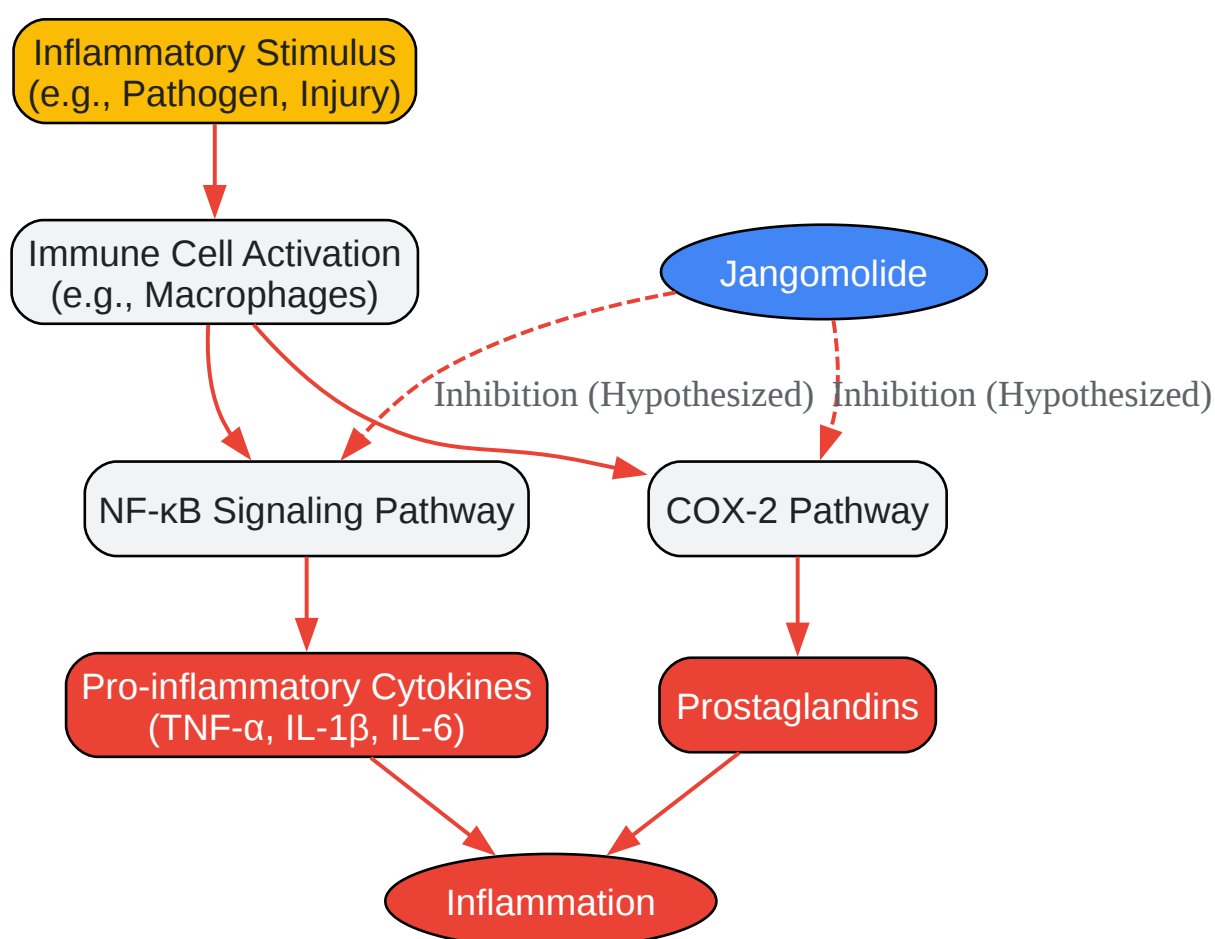 Inflammatory Stimulus
(e.g., Pathogen, Injury)
Immune Cell Activation
(e.g., Macrophages)
Jangomolide
Inhibition (Hypothesized)
Inhibition (Hypothesized)
NF-κB Signaling Pathway
COX-2 Pathway
Pro-inflammatory Cytokines
(TNF-α, IL-1β, IL-6)
Prostaglandins
Inflammation